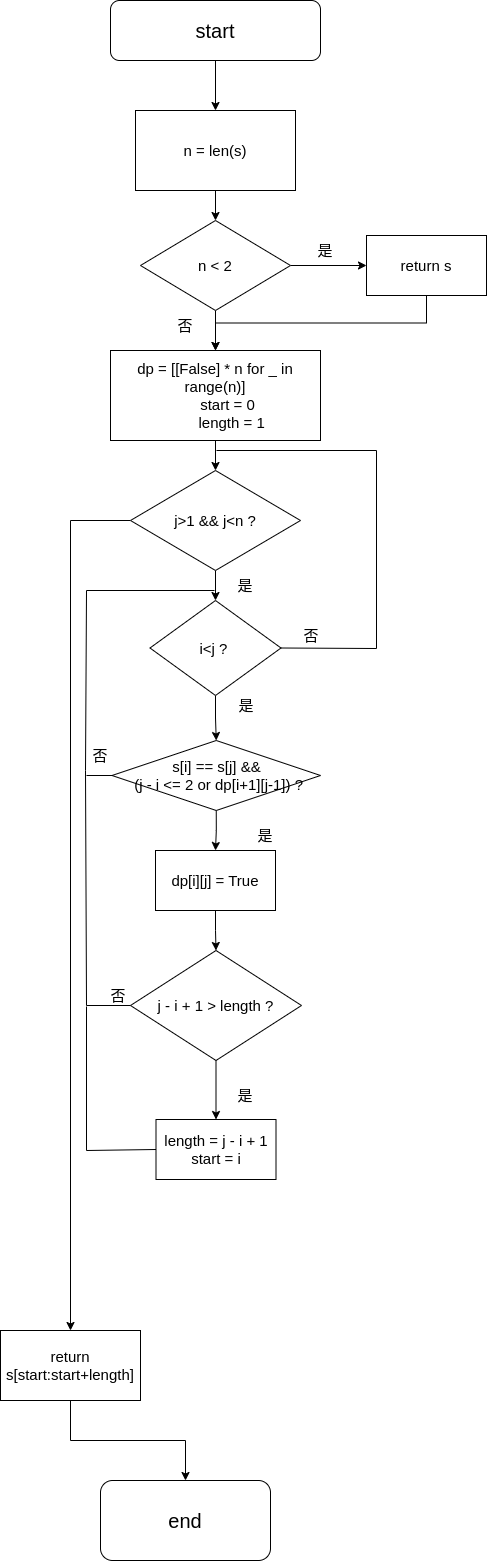 start
n = len(s)
是
n < 2
return s
否
dp = [[False] * n for _ in
range(n)]
start = 0
length = 1
j>1 && j<n ?
是
否
i<j ?
是
否
s[i] == s[j] &&
(j - i <= 2 or dp[i+1][j-1]) ?
是
dp[i][j] = True
否
j - i + 1 > length ?
是
length = j - i + 1
start = i
return
s[start:start+length]
end